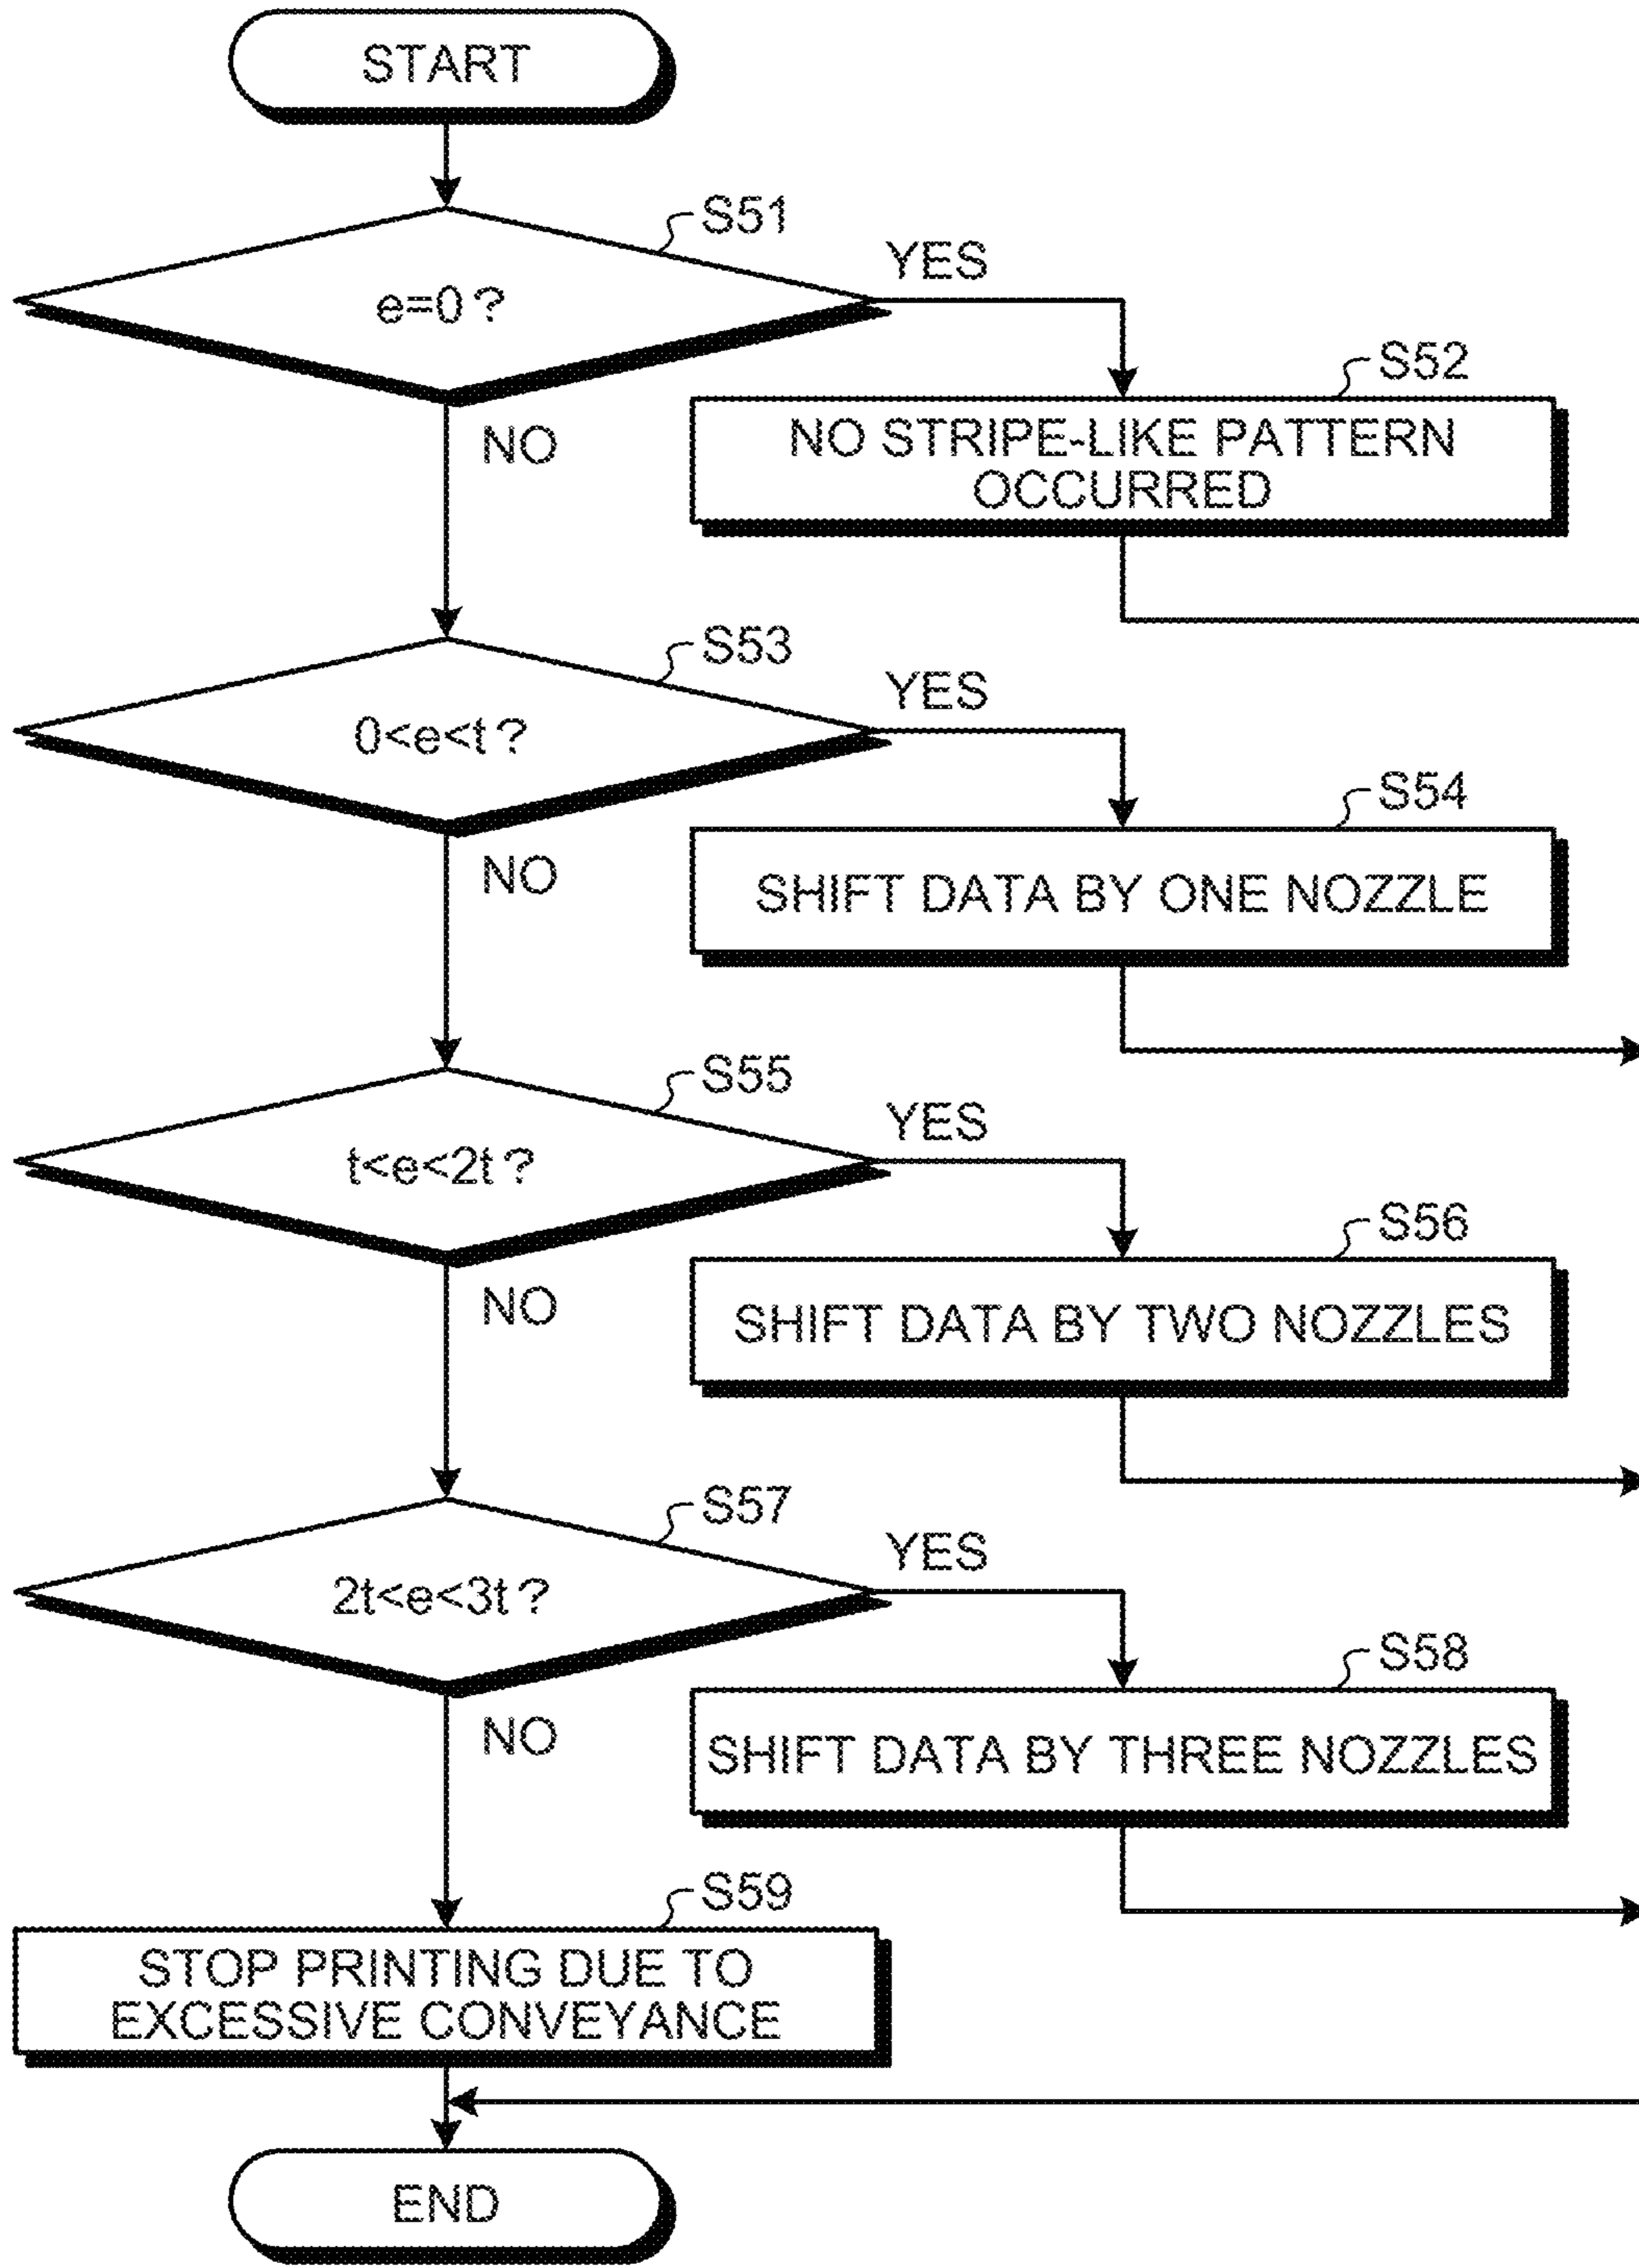 START
S51
YES
e=0?
S52
NO
NO STRIPE-LIKE PATTERN
OCCURRED
S53
YES
0<e<t?
S54
NO
SHIFT DATA BY ONE NOZZLE
S55
YES
t<e<2t?
S56
NO
SHIFT DATA BY TWO NOZZLES
S57
YES
2t<e<3t?
S58
NO
SHIFT DATA BY THREE NOZZLES
S59
STOP PRINTING DUE TO
EXCESSIVE CONVEYANCE
END